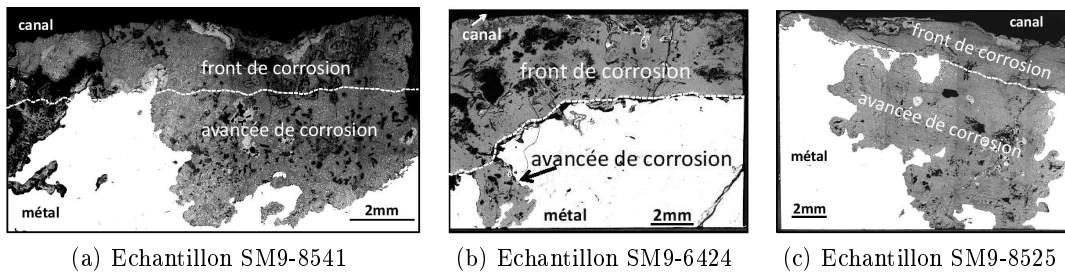 canal
front de corrosion
avancée de corrosion
métal
2mm
canal
front de corrosion
avancée de corrosion
métal
2mm
canal
front de corrosion
avancée de corrosion
métal
2mm
(a) Echantillon SM9-8541
(b) Echantillon SM9-6424
(c) Echantillon SM9-8525